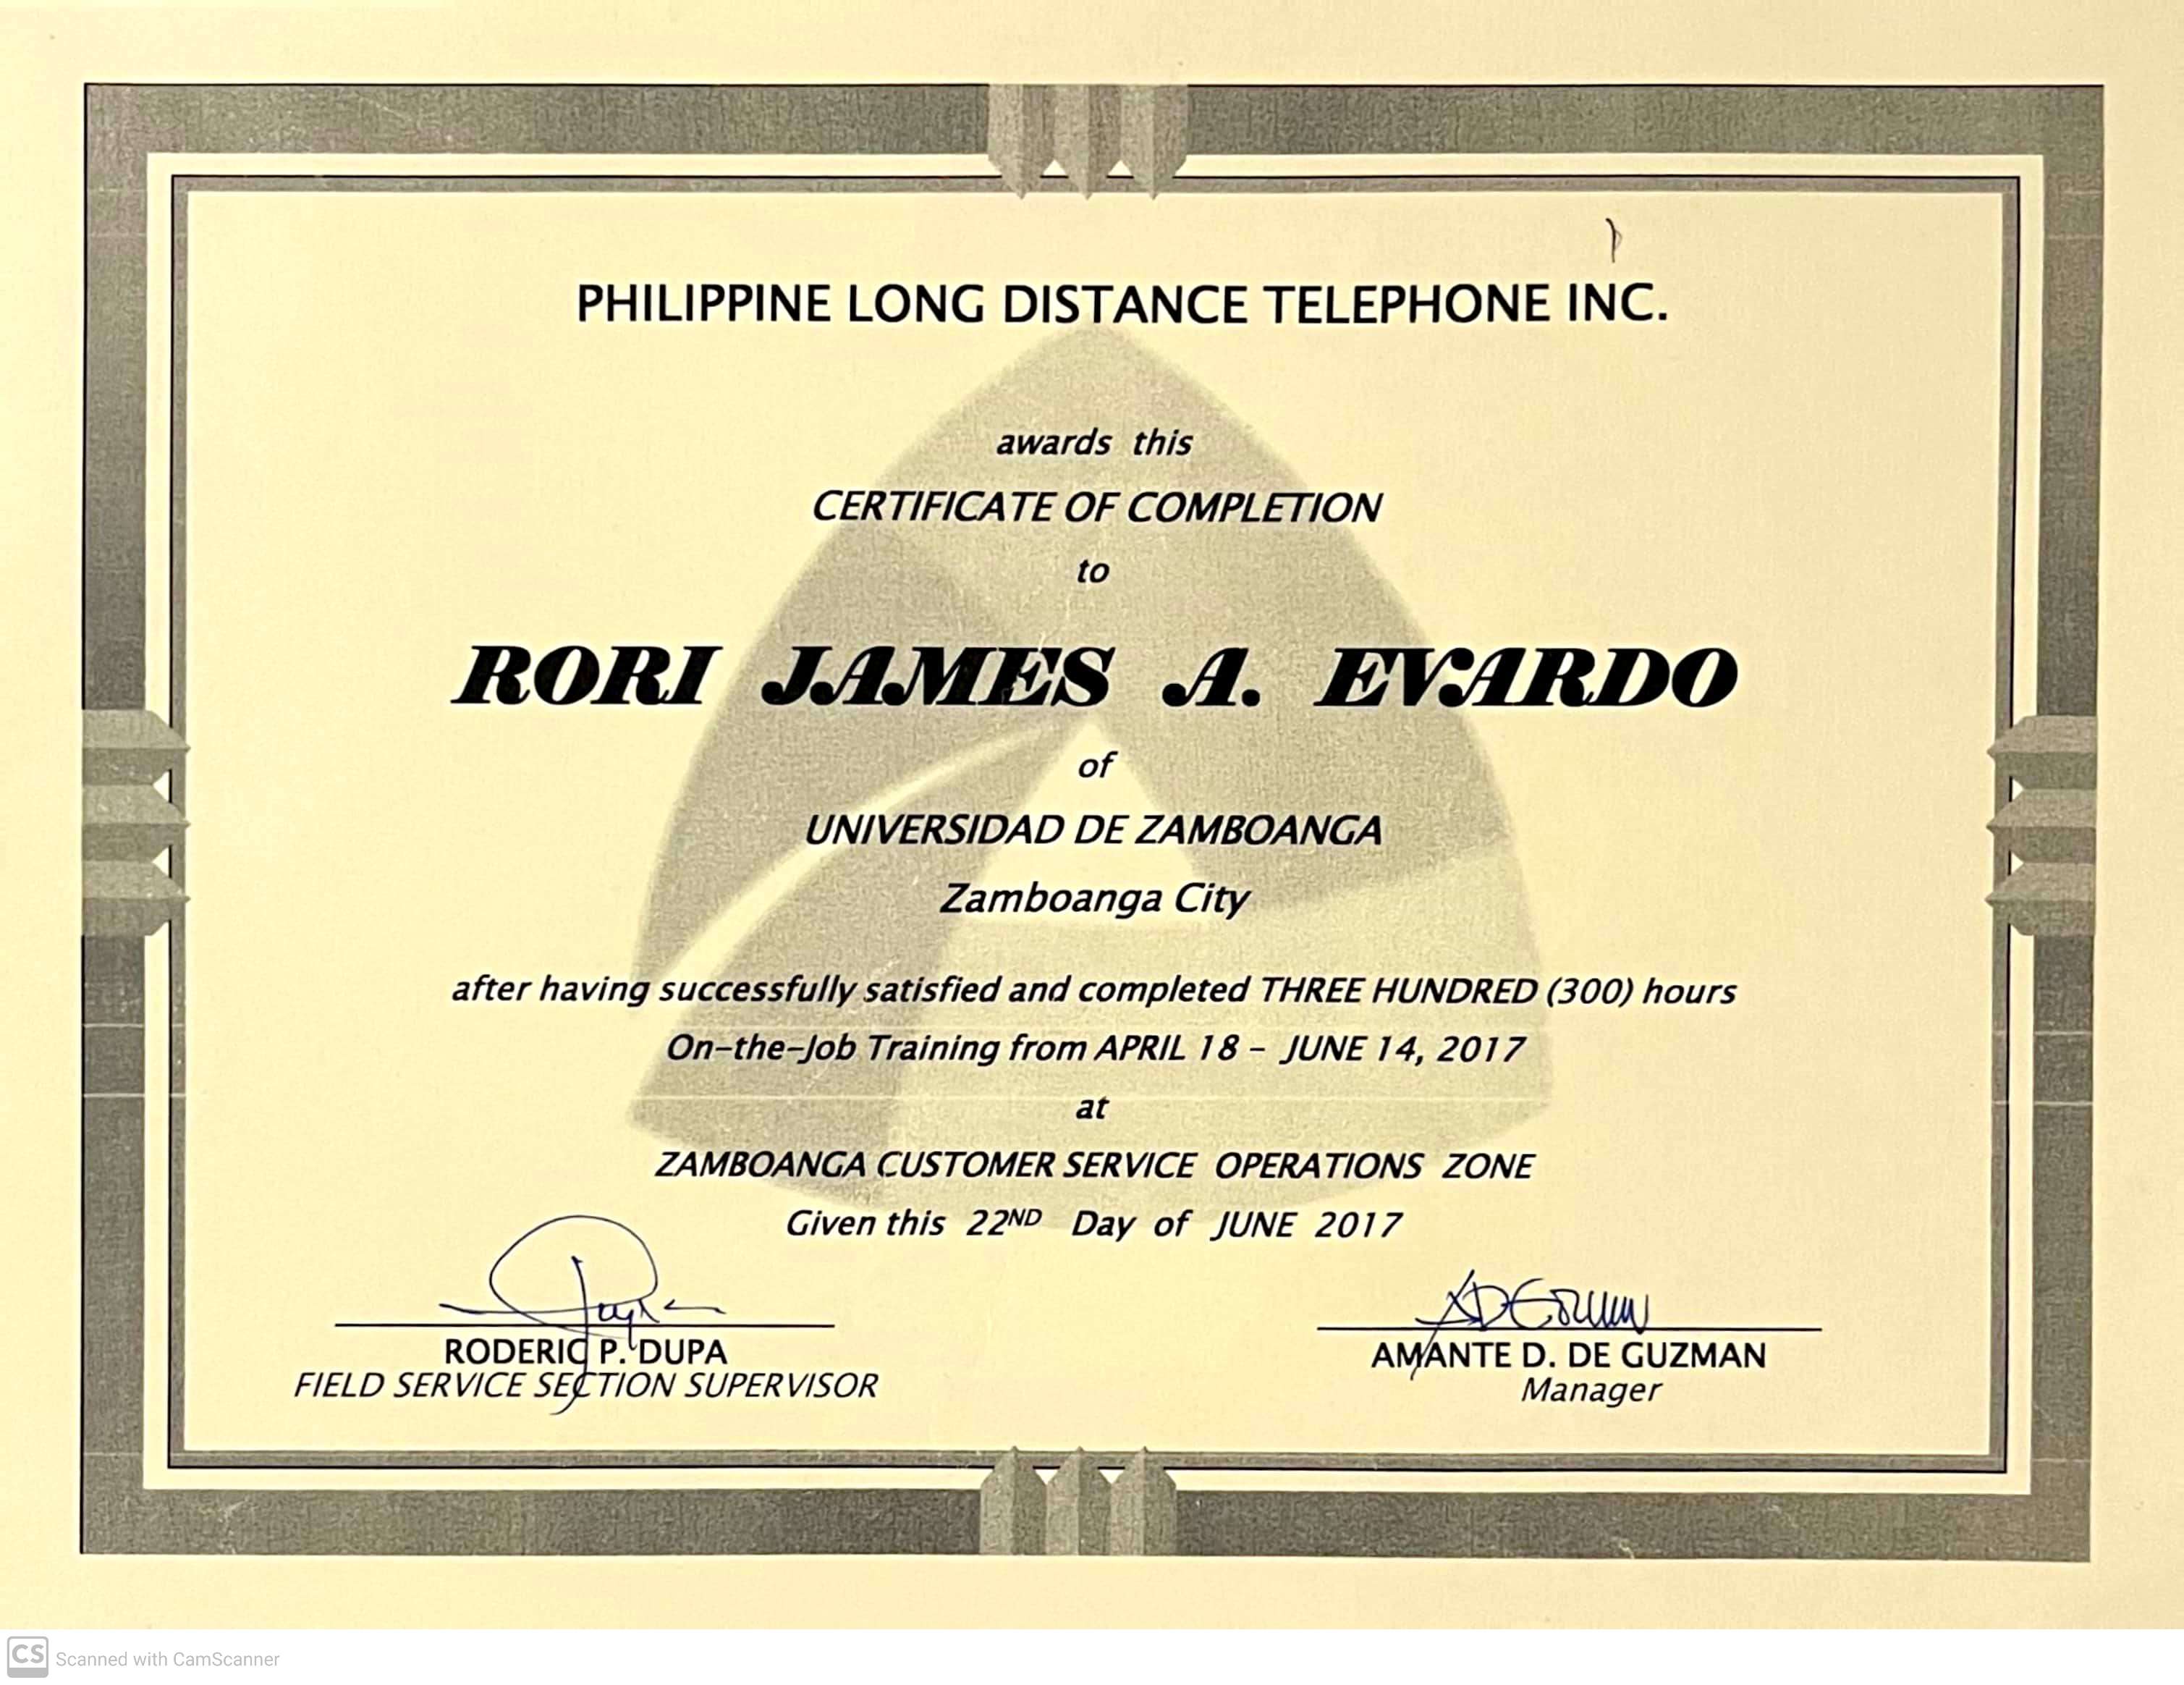 PHILIPPINE LONG DISTANCE TELEPHONE INC.
awards this
CERTIFICATE OF COMPLETION
to
RORI JAMES A. EVARDO
of
UNIVERSIDAD DE ZAMBOANGA
Zamboanga City
after having successfully satisfied and completed THREE HUNDRED (300) hours
On-the-Job Training from APRIL 18 - JUNE 14, 2017
at
ZAMBOANGA CUSTOMER SERVICE OPERATIONS ZONE
Given this 22ND Day of JUNE 2017
RODERIC P. DUPA
FIELD SERVICE SECTION SUPERVISOR
AMANTE D. DE GUZMAN
Manager
CS Scanned with CamScanner